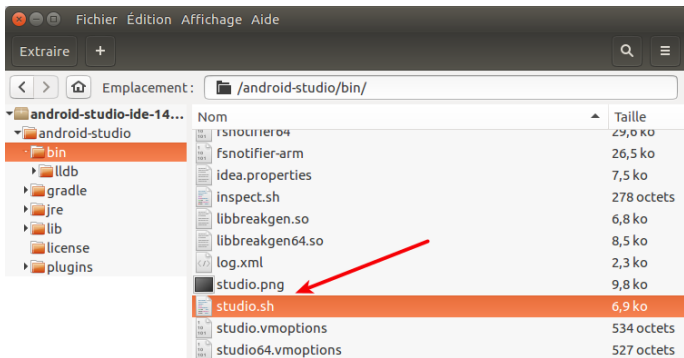 Fichier Édition Affichage Aide
Extraire +
Emplacement : /android-studio/bin/
android-studio-ide-14...
android-studio
bin
lldb
gradle
jre
lib
license
plugins
Nom Taille
fsnotifier64 29,6 ko
fsnotifier-arm 26,5 ko
idea.properties 7,5 ko
inspect.sh 278 octets
libbreakgen.so 6,8 ko
libbreakgen64.so 8,5 ko
log.xml 2,3 ko
studio.png 9,8 ko
studio.sh 6,9 ko
studio.vmoptions 534 octets
studio64.vmoptions 527 octets